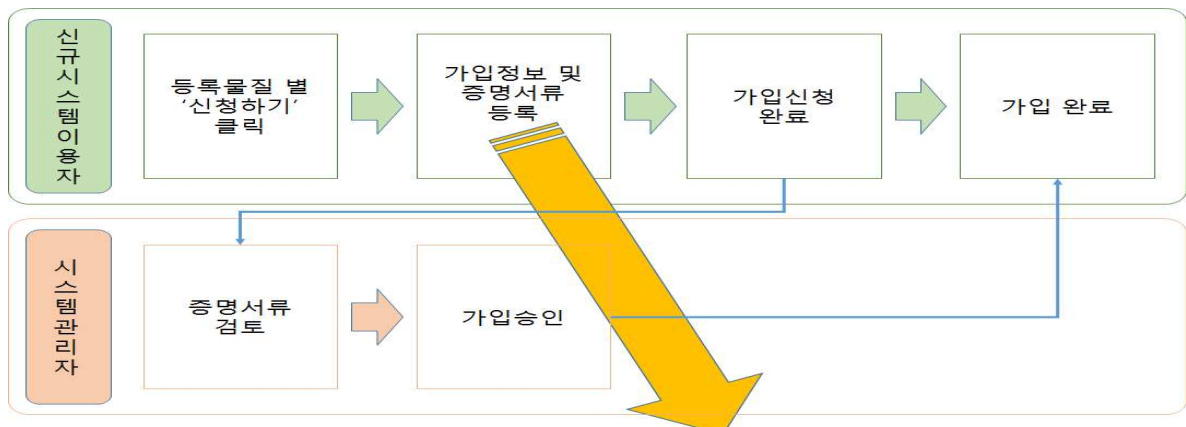 신규시스템이용자
등록물질 별
‘신청하기’
클릭
가입정보 및
증명서류
등록
가입신청
완료
가입 완료
시스템관리자
증명서류
검토
가입승인